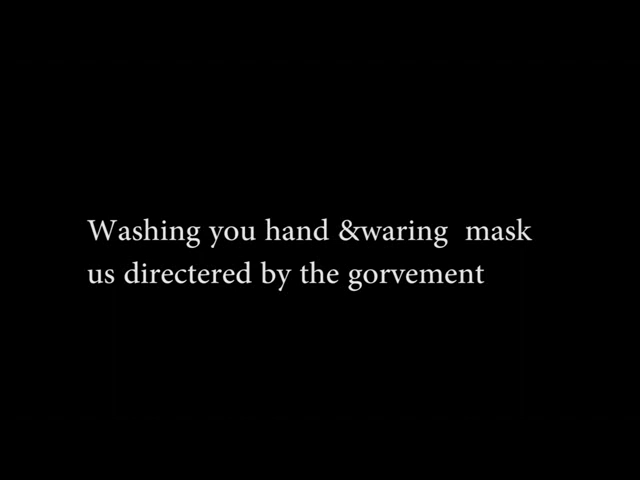 Washing you hand &waring  mask
us directered by the gorvement